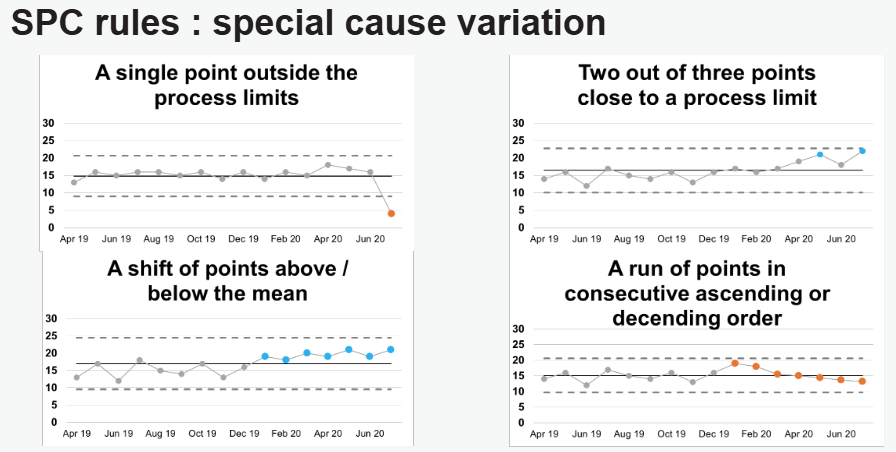 SPC rules : special cause variation
A single point outside the
process limits
30
25
20
15
10
5
0
Apr 19 Jun 19 Aug 19 Oct 19 Dec 19 Feb 20 Apr 20 Jun 20
Two out of three points
close to a process limit
30
25
20
15
10
5
0
Apr 19 Jun 19 Aug 19 Oct 19 Dec 19 Feb 20 Apr 20 Jun 20
A shift of points above /
below the mean
30
25
20
15
10
5
0
Apr 19 Jun 19 Aug 19 Oct 19 Dec 19 Feb 20 Apr 20 Jun 20
A run of points in
consecutive ascending or
decending order
30
25
20
15
10
5
0
Apr 19 Jun 19 Aug 19 Oct 19 Dec 19 Feb 20 Apr 20 Jun 20